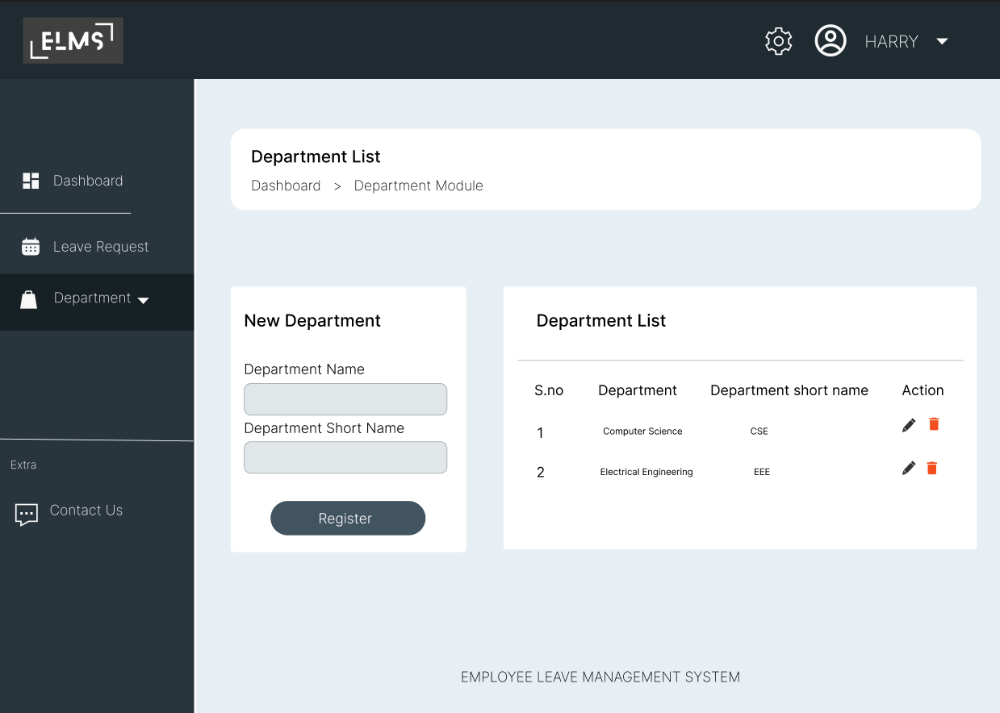 ELMS
HARRY
Dashboard
Leave Request
Department
Extra
Contact Us
Department List
Dashboard > Department Module
New Department
Department Name
Department Short Name
Register
Department List
S.no Department Department short name Action
1 Computer Science CSE
2 Electrical Engineering EEE
EMPLOYEE LEAVE MANAGEMENT SYSTEM